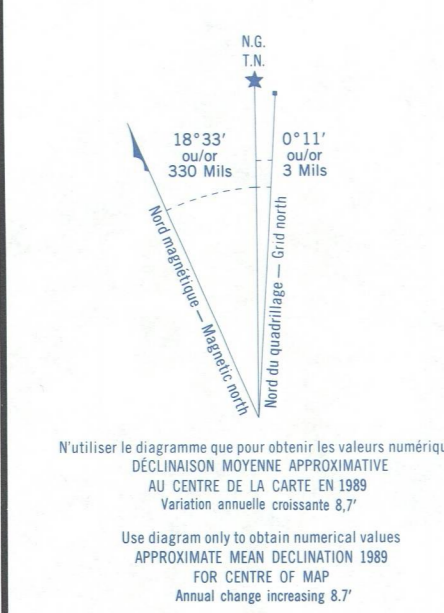 N.G.
T.N.
18°33′
ou/or
330 Mils
0°11′
ou/or
3 Mils
Nord magnétique — Magnetic north
Nord du quadrillage — Grid north
N'utiliser le diagramme que pour obtenir les valeurs numériqu
DÉCLINAISON MOYENNE APPROXIMATIVE
AU CENTRE DE LA CARTE EN 1989
Variation annuelle croissante 8,7′
Use diagram only to obtain numerical values
APPROXIMATE MEAN DECLINATION 1989
FOR CENTRE OF MAP
Annual change increasing 8.7′